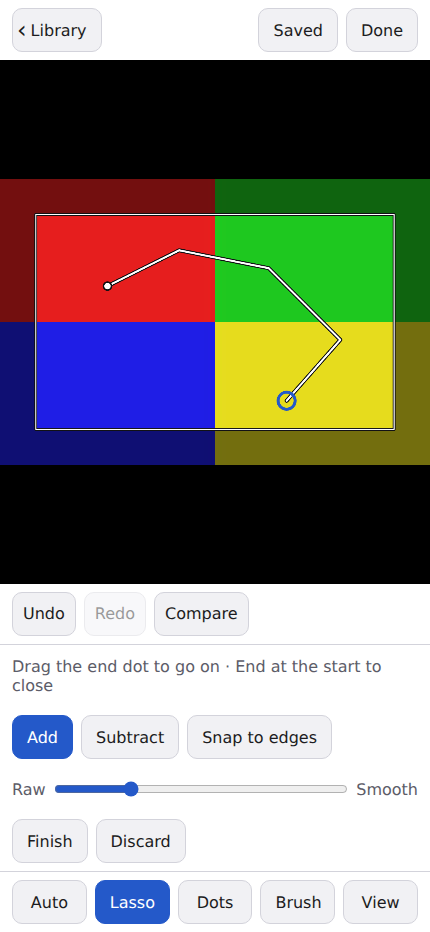 ‹ Library
Saved
Done
Undo
Redo
Compare
Drag the end dot to go on · End at the start to
close
Add
Subtract
Snap to edges
Raw
Smooth
Finish
Discard
Auto
Lasso
Dots
Brush
View